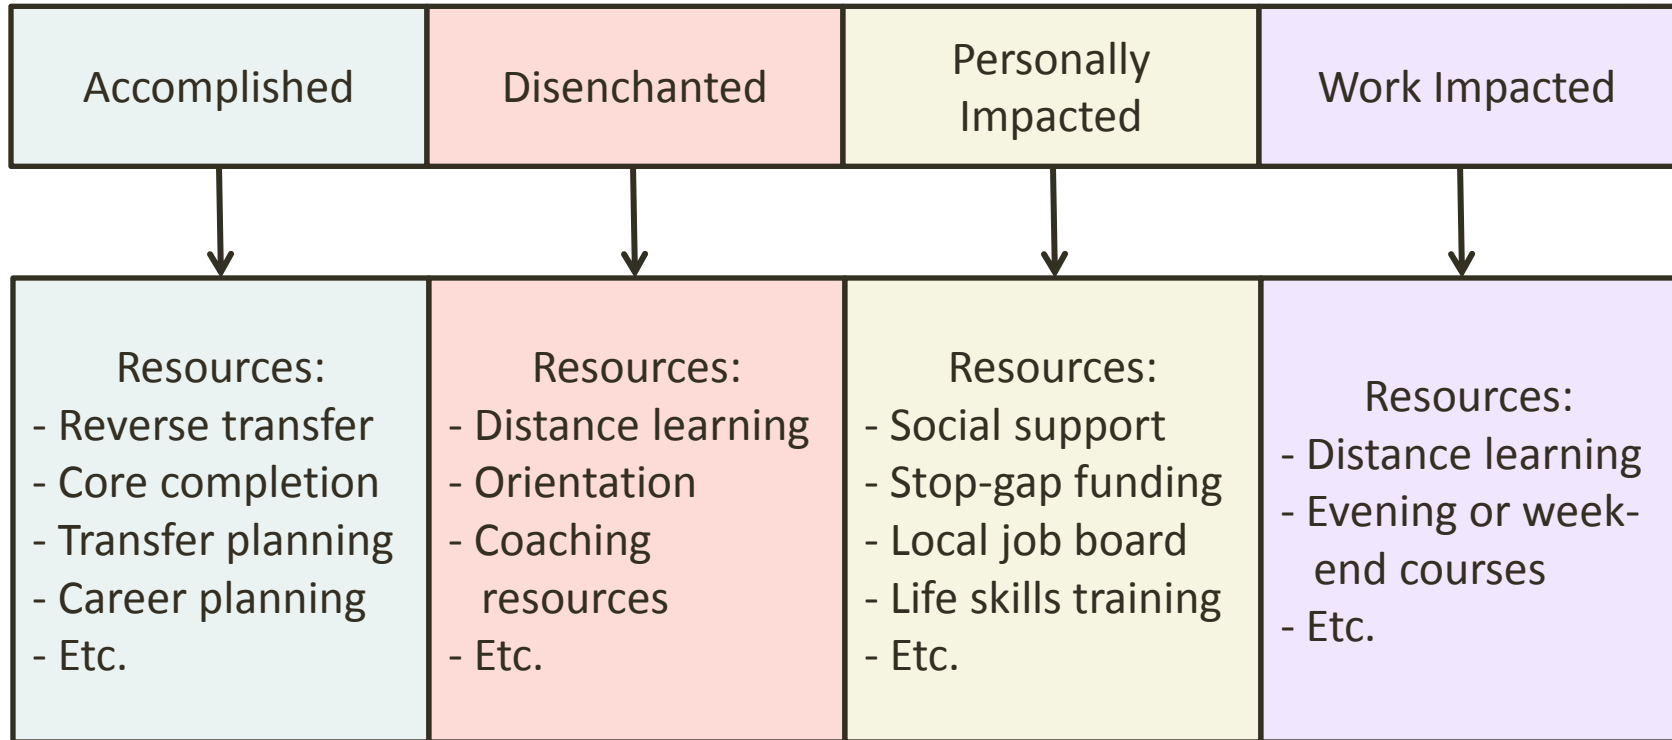 Accomplished
Disenchanted
Personally
Impacted
Work Impacted
Resources:
- Reverse transfer
- Core completion
- Transfer planning
- Career planning
- Etc.
Resources:
- Distance learning
- Orientation
- Coaching
resources
- Etc.
Resources:
- Social support
- Stop-gap funding
- Local job board
- Life skills training
- Etc.
Resources:
- Distance learning
- Evening or week-
end courses
- Etc.